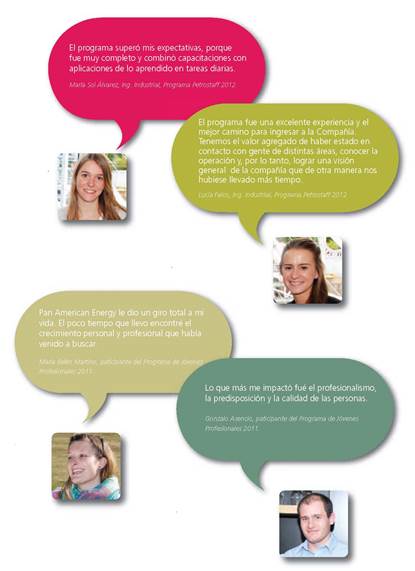 El programa superó mis expectativas, porque
fue muy completo y combinó capacitaciones con
aplicaciones de lo aprendido en tareas diarias.
María Sol Álvarez, Ing. Industrial, Programa Petrostaff 2012
El programa fue una excelente experiencia y el
mejor camino para ingresar a la Compañía.
Tenemos el valor agregado de haber estado en
contacto con gente de distintas áreas, conocer la
operación y, por lo tanto, lograr una visión
general de la compañía que de otra manera nos
hubiese llevado más tiempo.
Lucía Falco, Ing. Industrial, Programa Petrostaff 2012
Pan American Energy le dio un giro total a mi
vida. El poco tiempo que llevo encontré el
crecimiento personal y profesional que había
venido a buscar.
María Belén Martino, paticipante del Programa de Jóvenes
Profesionales 2011.
Lo que más me impactó fué el profesionalismo,
la predisposición y la calidad de las personas.
Gonzalo Asencio, paticipante del Programa de Jóvenes
Profesionales 2011.